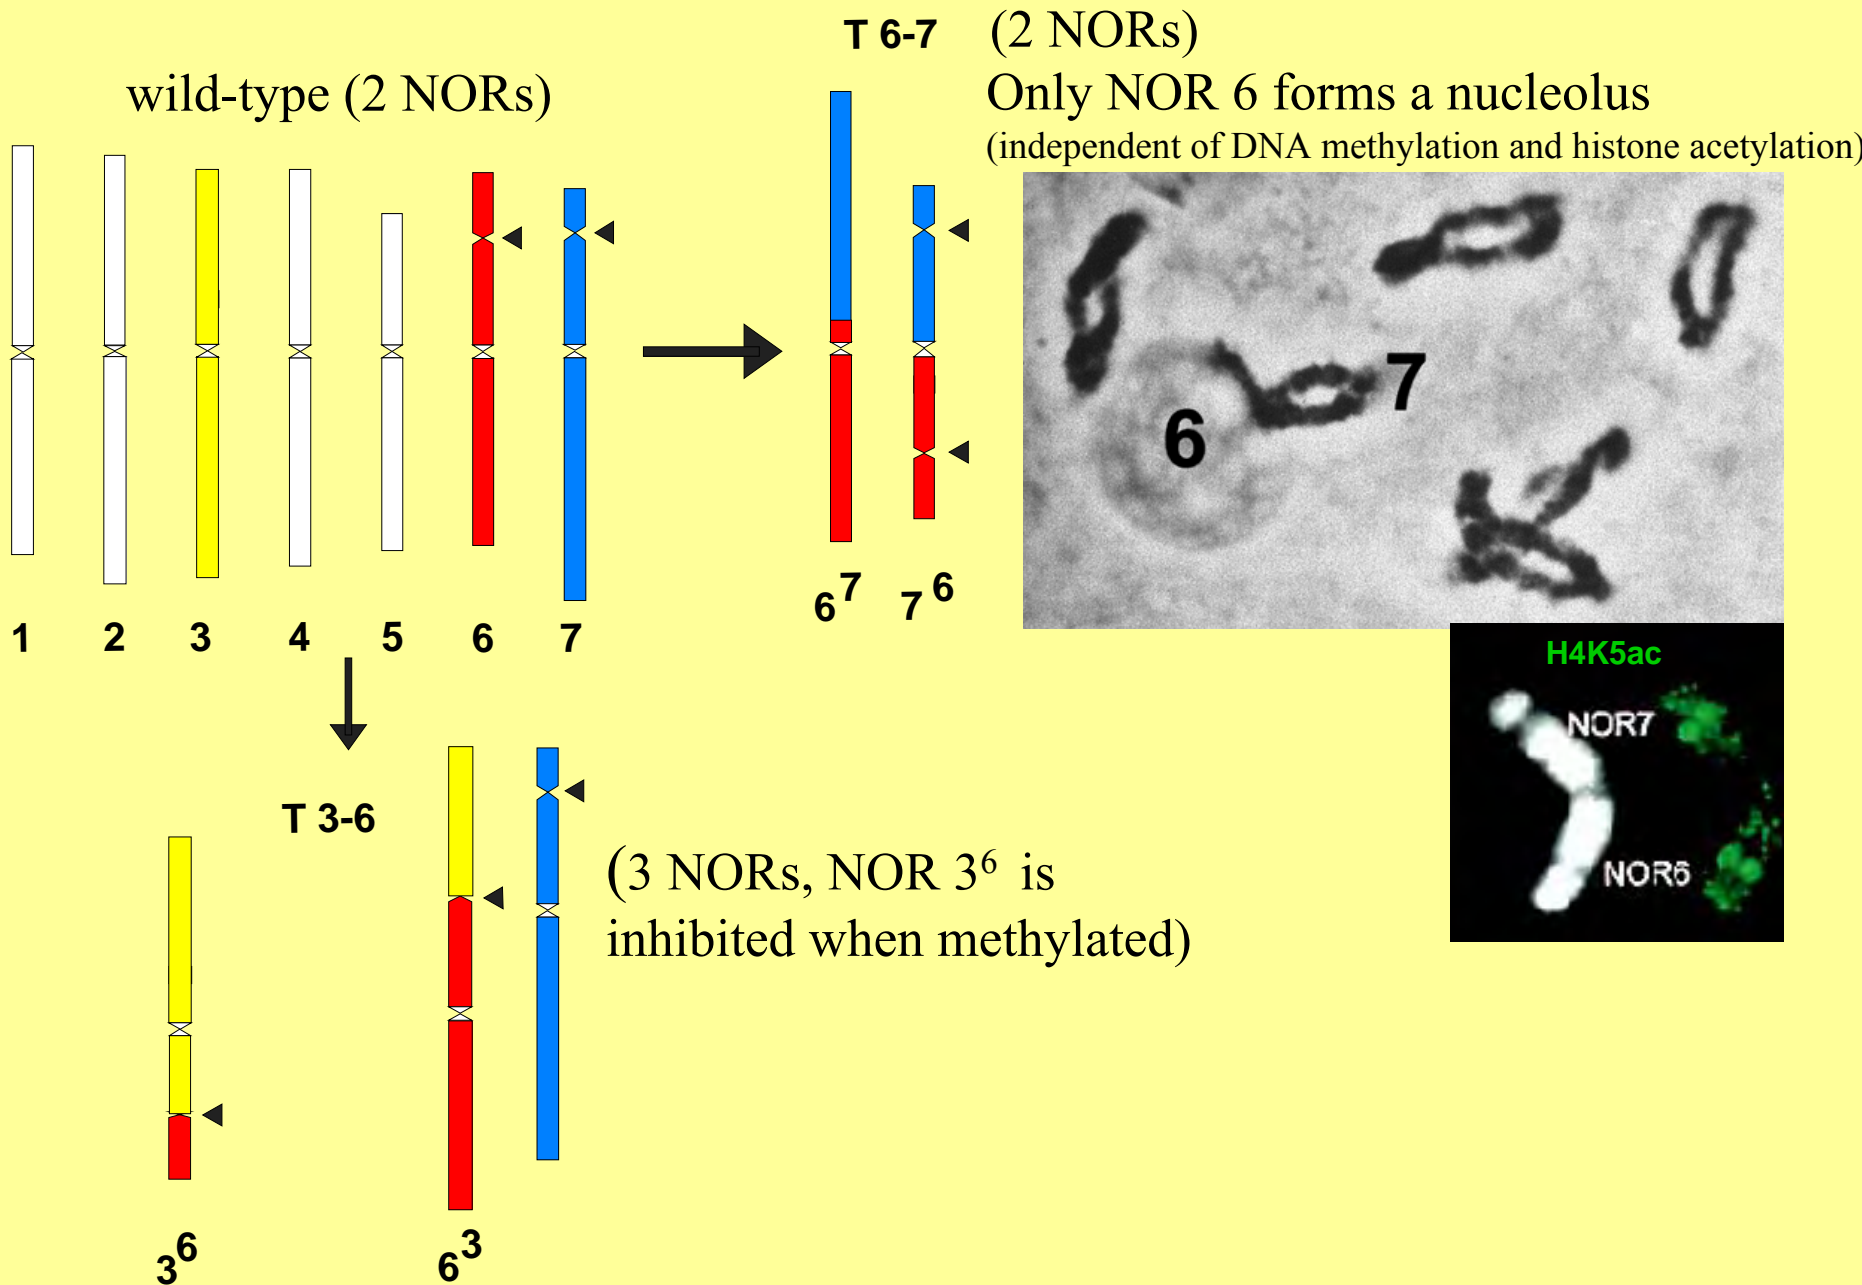 T 6-7 (2 NORs)
wild-type (2 NORs)
Only NOR 6 forms a nucleolus
(independent of DNA methylation and histone acetylation)
7
6
1 2 3 4 5 6 7
6⁷ 7⁶
H4K5ac
NOR7
NOR6
T 3-6
(3 NORs, NOR 3⁶ is
inhibited when methylated)
3⁶ 6³